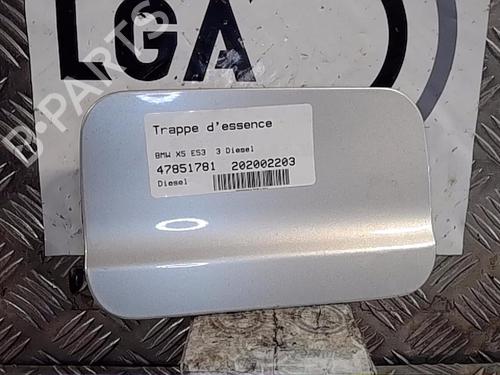 LGA
B-PARTS
Trappe d'essence
BMW X5 E53 3 Diesel
47851781 202002203
Diesel